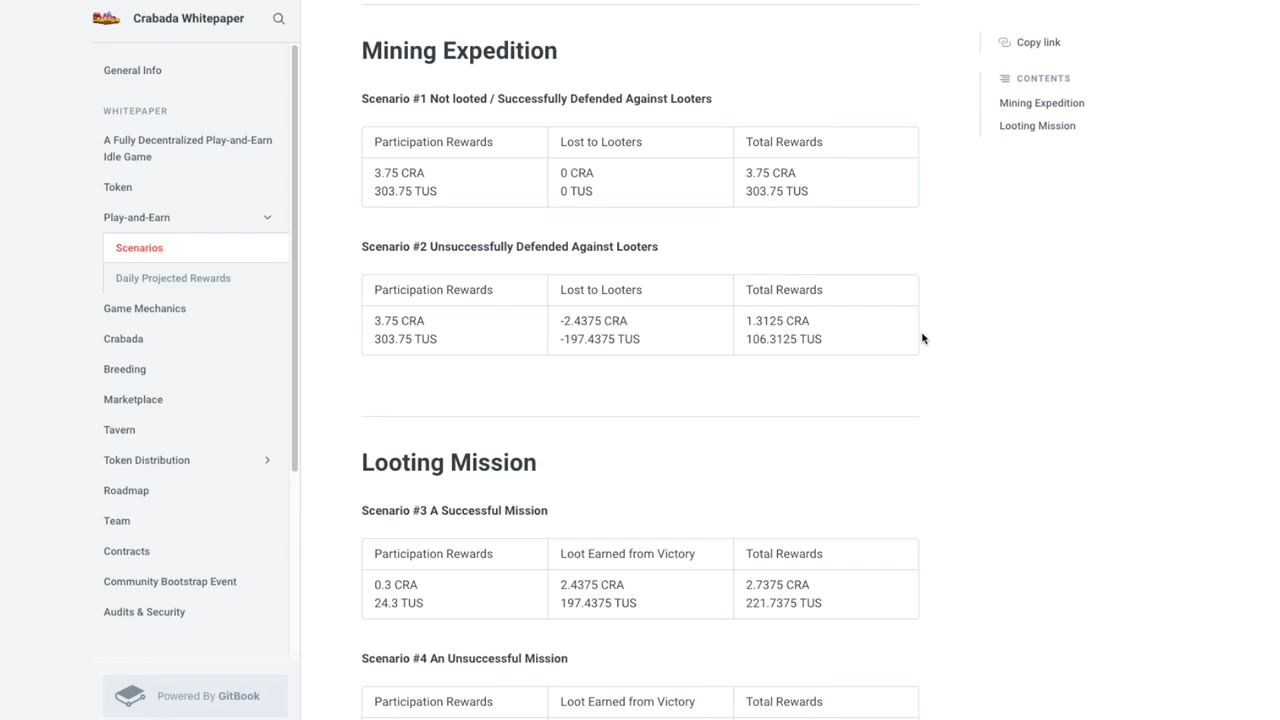 Crabada Whitepaper
General Info
WHITEPAPER
A Fully Decentralized Play-and-Earn
Idle Game
Token
Play-and-Earn
Scenarios
Daily Projected Rewards
Game Mechanics
Crabada
Breeding
Marketplace
Tavern
Token Distribution
Roadmap
Team
Contracts
Community Bootstrap Event
Audits & Security
Powered By GitBook
Mining Expedition
Scenario #1 Not looted / Successfully Defended Against Looters
Participation Rewards Lost to Looters Total Rewards
3.75 CRA 0 CRA 3.75 CRA
303.75 TUS 0 TUS 303.75 TUS
Scenario #2 Unsuccessfully Defended Against Looters
Participation Rewards Lost to Looters Total Rewards
3.75 CRA -2.4375 CRA 1.3125 CRA
303.75 TUS -197.4375 TUS 106.3125 TUS
Looting Mission
Scenario #3 A Successful Mission
Participation Rewards Loot Earned from Victory Total Rewards
0.3 CRA 2.4375 CRA 2.7375 CRA
24.3 TUS 197.4375 TUS 221.7375 TUS
Scenario #4 An Unsuccessful Mission
Participation Rewards Loot Earned from Victory Total Rewards
Copy link
CONTENTS
Mining Expedition
Looting Mission